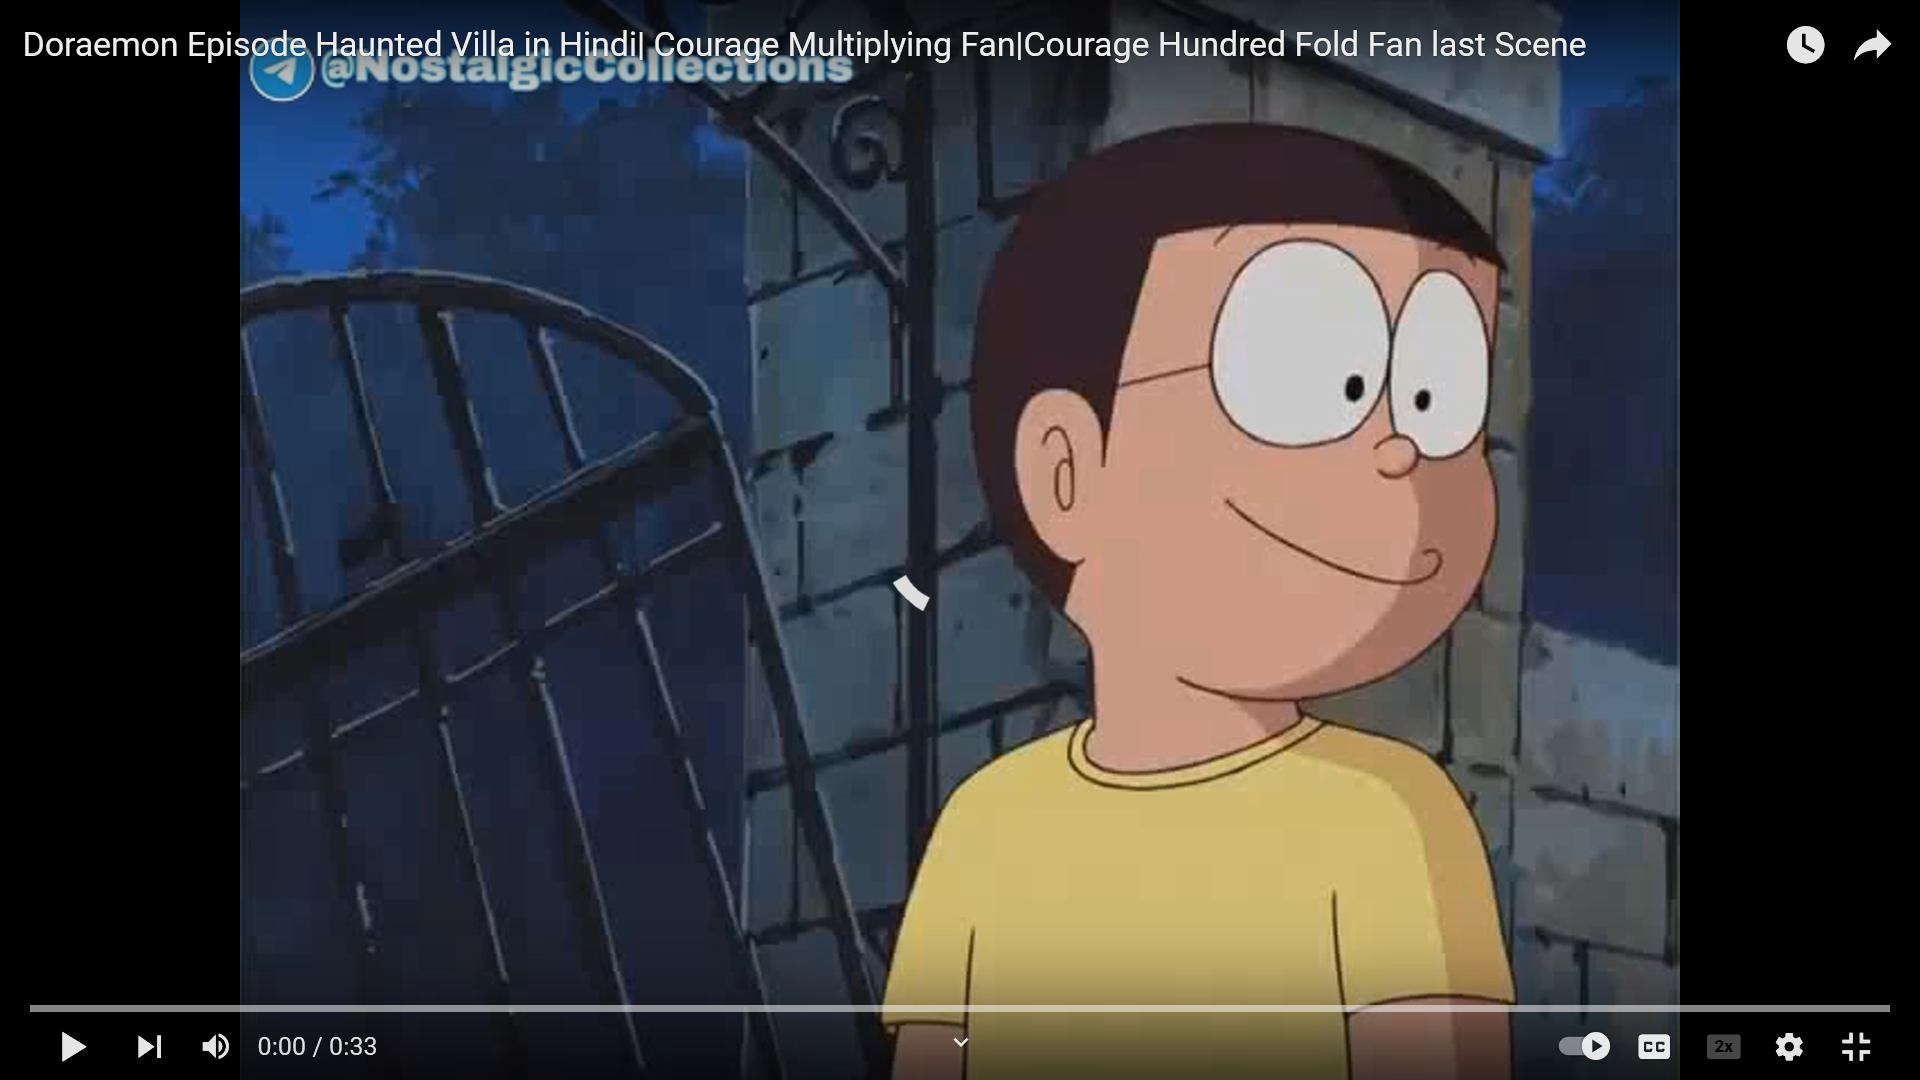 Doraemon Episode Haunted Villa in Hindi| Courage Multiplying Fan|Courage Hundred Fold Fan last Scene
@NostalgicCollections
0:00 / 0:33
CC
2x